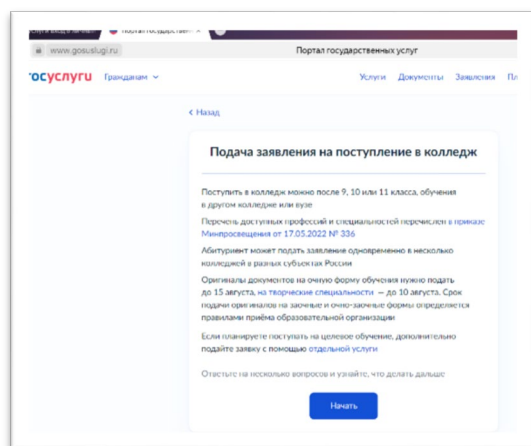 www.gosuslugi.ru
Портал государственных услуг
госуслуги Гражданам
Услуги Документы Заявления
Назад
Подача заявления на поступление в колледж
Поступить в колледж можно после 9, 10 или 11 класса, обучения
в другом колледже или вузе
Перечень доступных профессий и специальностей перечислен в приказе
Минпросвещения от 17.05.2022 № 336
Абитуриент может подать заявление одновременно в несколько
колледжей в разных субъектах России
Оригиналы документов на очную форму обучения нужно подать
до 15 августа, на творческие специальности — до 10 августа. Срок
подачи оригиналов на заочные и очно-заочные формы определяется
правилами приёма образовательной организации
Если планируете поступать на целевое обучение, дополнительно
подайте заявку с помощью отдельной услуги
Ответьте на несколько вопросов и узнайте, что делать дальше
Начать